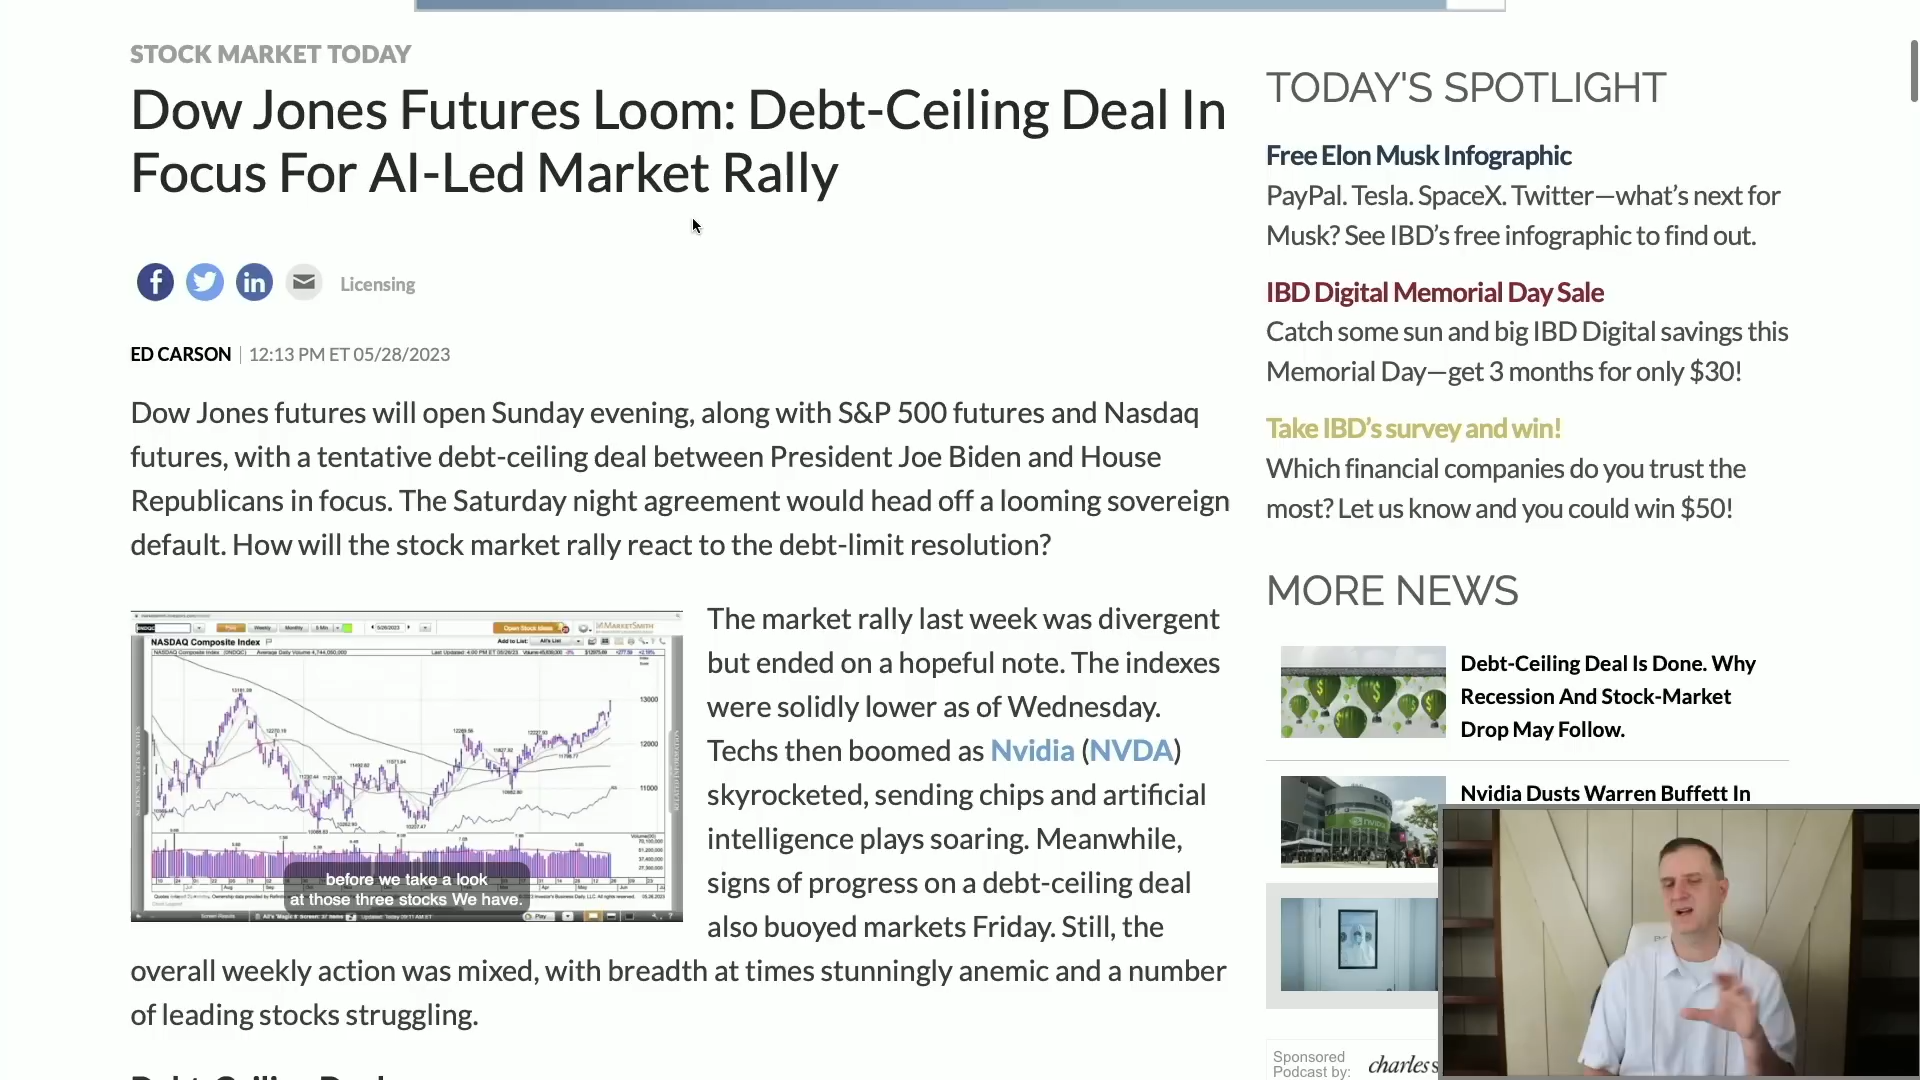 STOCK MARKET TODAY
Dow Jones Futures Loom: Debt-Ceiling Deal In
Focus For AI-Led Market Rally
Licensing
ED CARSON | 12:13 PM ET 05/28/2023
Dow Jones futures will open Sunday evening, along with S&P 500 futures and Nasdaq
futures, with a tentative debt-ceiling deal between President Joe Biden and House
Republicans in focus. The Saturday night agreement would head off a looming sovereign
default. How will the stock market rally react to the debt-limit resolution?
NASDAQ Composite Index
13000
12000
11000
before we take a look
at those three stocks We have.
The market rally last week was divergent
but ended on a hopeful note. The indexes
were solidly lower as of Wednesday.
Techs then boomed as Nvidia (NVDA)
skyrocketed, sending chips and artificial
intelligence plays soaring. Meanwhile,
signs of progress on a debt-ceiling deal
also buoyed markets Friday. Still, the
overall weekly action was mixed, with breadth at times stunningly anemic and a number
of leading stocks struggling.
TODAY'S SPOTLIGHT
Free Elon Musk Infographic
PayPal. Tesla. SpaceX. Twitter—what's next for
Musk? See IBD's free infographic to find out.
IBD Digital Memorial Day Sale
Catch some sun and big IBD Digital savings this
Memorial Day—get 3 months for only $30!
Take IBD's survey and win!
Which financial companies do you trust the
most? Let us know and you could win $50!
MORE NEWS
Debt-Ceiling Deal Is Done. Why
Recession And Stock-Market
Drop May Follow.
Nvidia Dusts Warren Buffett In
Sponsored
Podcast by:
charles